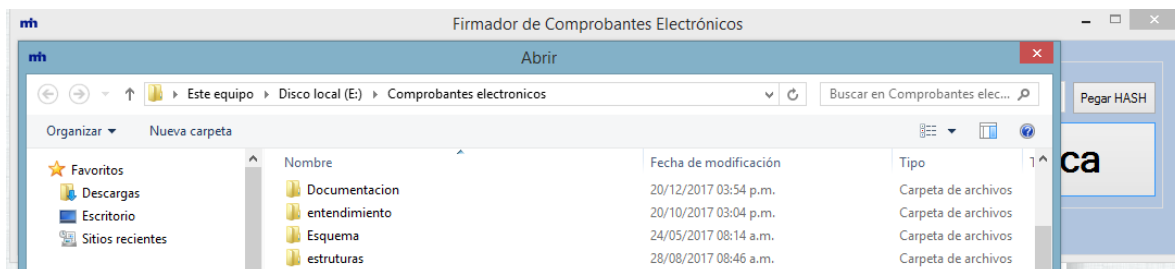 mh Firmador de Comprobantes Electrónicos
mh Abrir
Este equipo Disco local (E:) Comprobantes electronicos Buscar en Comprobantes elec... Pegar HASH
Organizar Nueva carpeta
Favoritos Nombre Fecha de modificación Tipo T ca
Descargas Documentacion 20/12/2017 03:54 p.m. Carpeta de archivos
Escritorio entendimiento 20/10/2017 03:04 p.m. Carpeta de archivos
Sitios recientes Esquema 24/05/2017 08:14 a.m. Carpeta de archivos
estruturas 28/08/2017 08:46 a.m. Carpeta de archivos